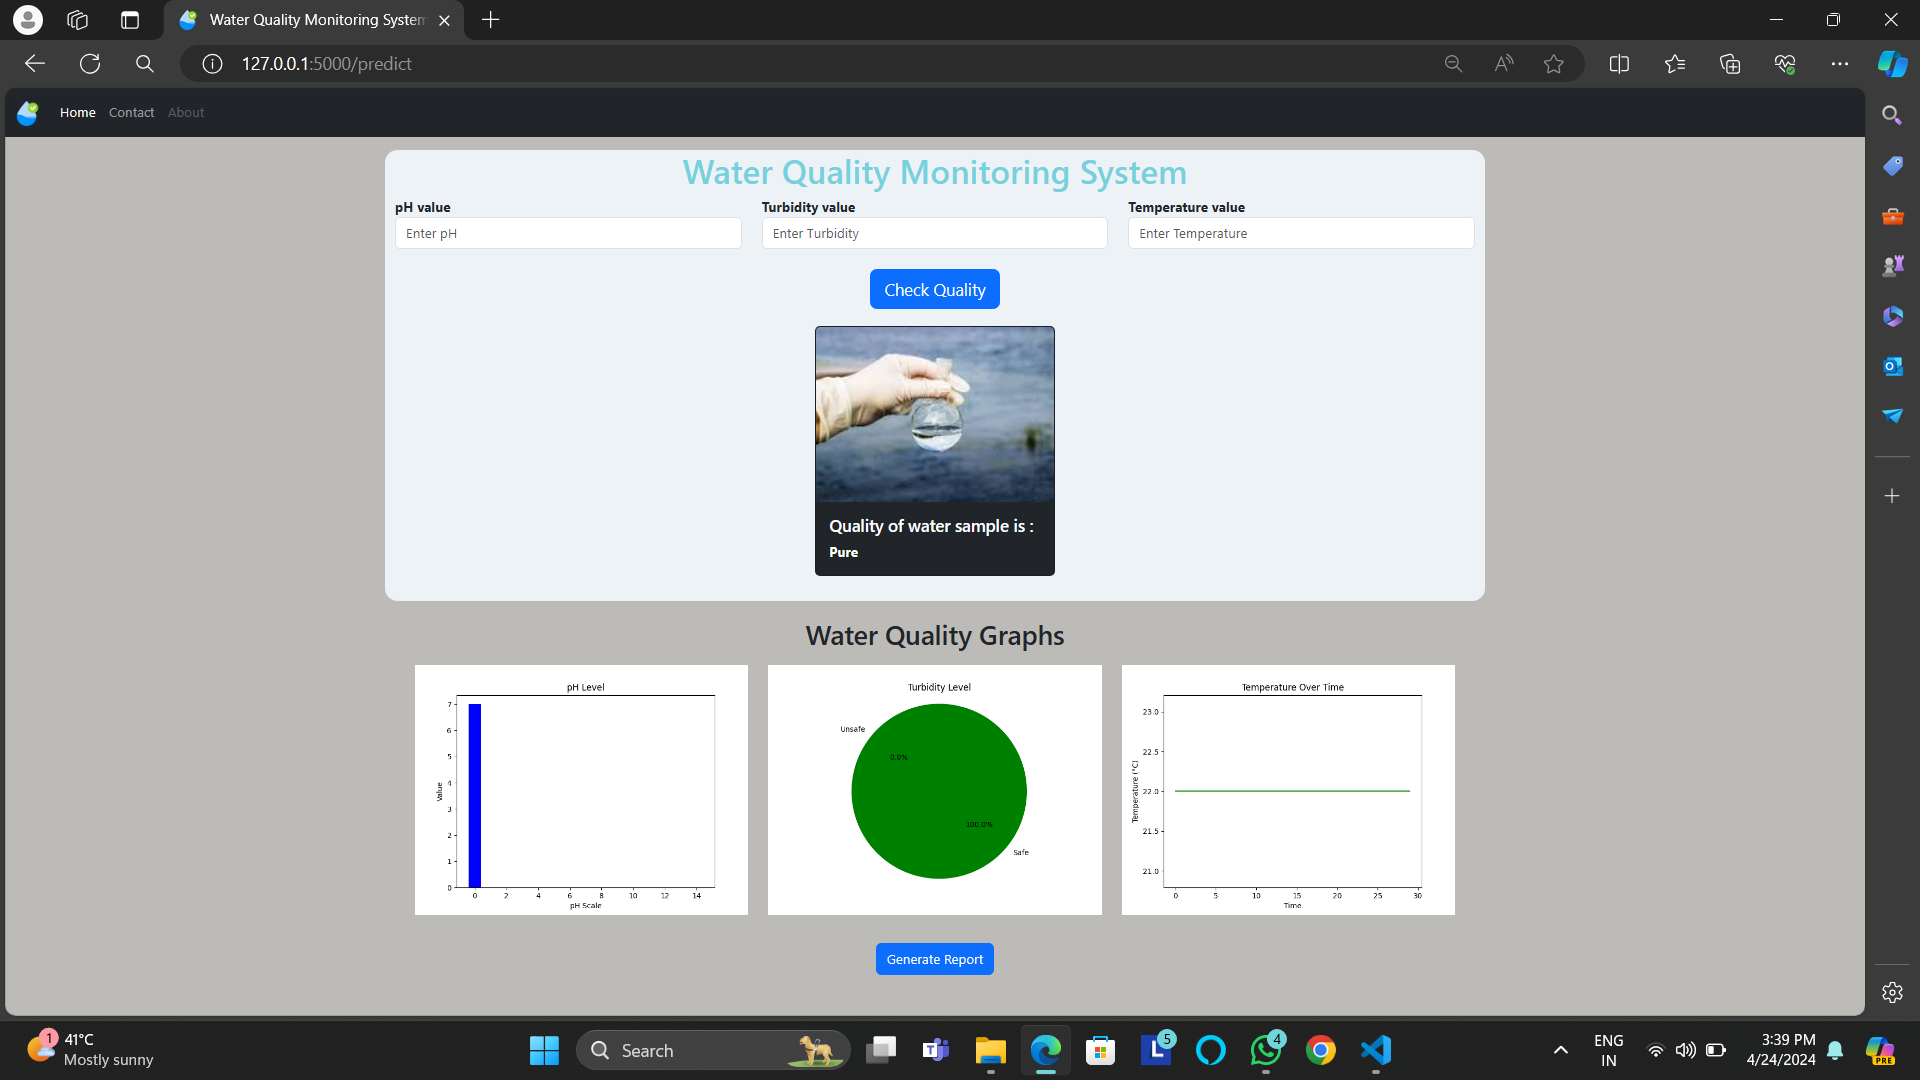 Water Quality Monitoring System
127.0.0.1:5000/predict
Home Contact About
Water Quality Monitoring System
pH value Turbidity value Temperature value
Enter pH Enter Turbidity Enter Temperature
Check Quality
Quality of water sample is :
Pure
Water Quality Graphs
pH Level
7
6
5
4
3
2
1
0
Value
0 2 4 6 8 10 12 14
pH Scale
Turbidity Level
Unsafe
0.0%
100.0%
Safe
Temperature Over Time
23.0
22.5
22.0
21.5
21.0
Temperature (°C)
0 5 10 15 20 25 30
Time
Generate Report
1
41°C
Mostly sunny
Search
T
L
5
4
ENG
IN
3:39 PM
4/24/2024
PRE